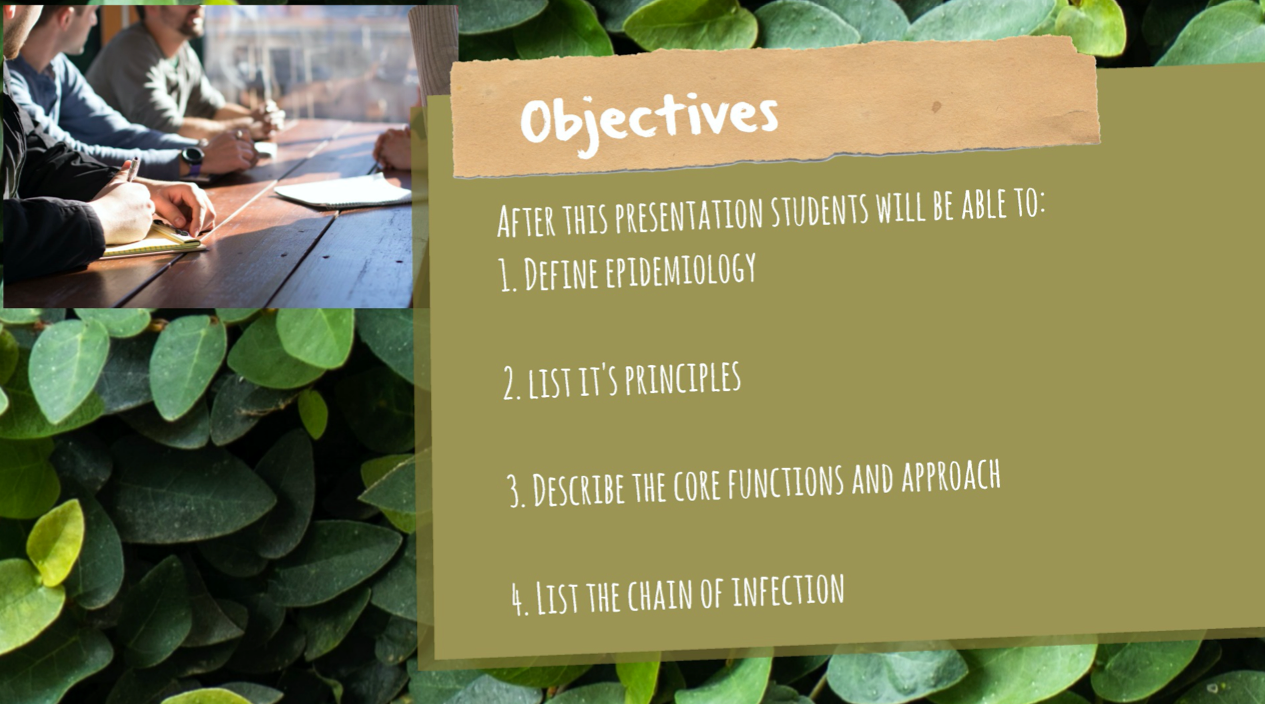 Objectives
After this presentation students will be able to:
1. Define epidemiology
2. list it's principles
3. Describe the core functions and approach
4. List the chain of infection